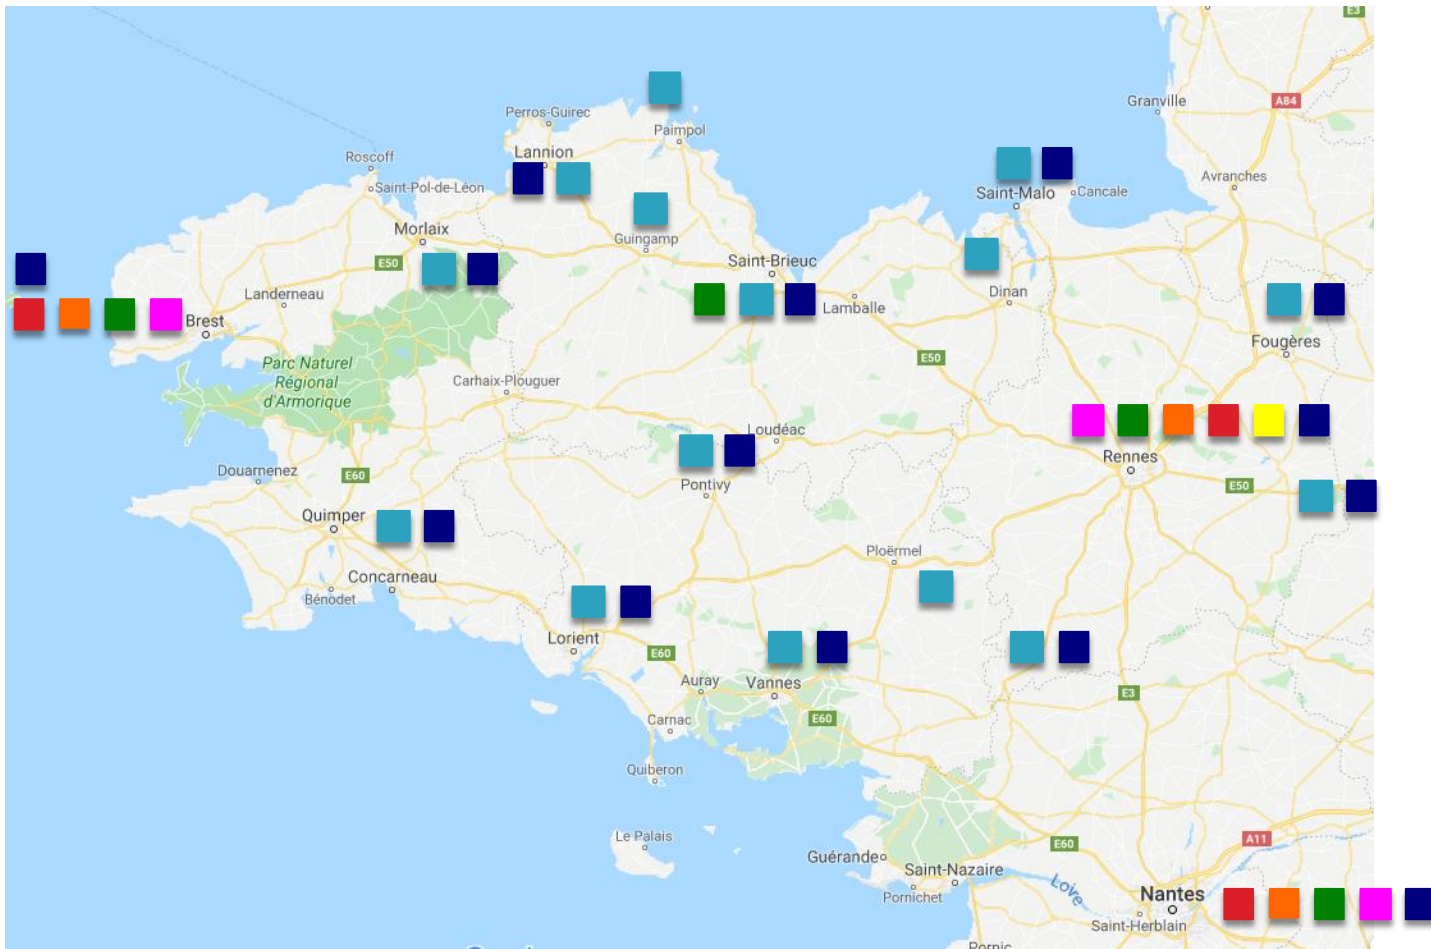 E3
Granville
A84
Perros-Guirec
Paimpol
Lannion
Roscoff
Saint-Pol-de-Léon
Avranches
Saint-Malo
Cancale
Morlaix
Guingamp
Saint-Brieuc
E50
Landerneau
Dinan
Lamballe
Brest
Fougères
E50
Parc Naturel
Régional
d'Armorique
Carhaix-Plouguer
Loudéac
Rennes
Douarnenez
E60
Pontivy
E50
Quimper
Ploërmel
Concarneau
Bénodet
Lorient
E60
Auray
Vannes
E3
Carnac
E60
Quiberon
Le Palais
A11
E60
Guérande
Saint-Nazaire
Loire
Pornichet
Nantes
Saint-Herblain
Pornic